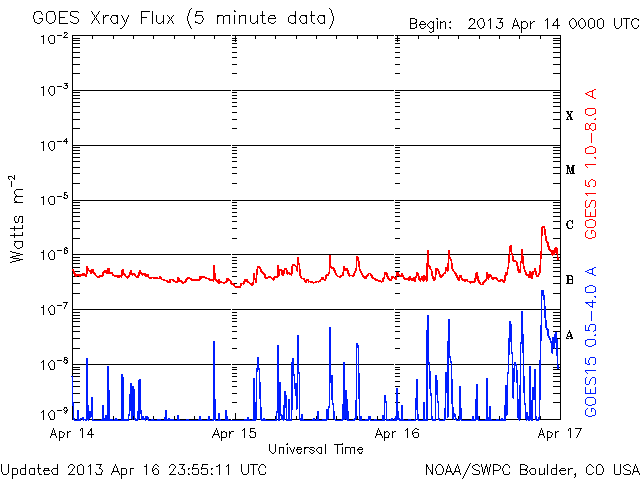 GOES Xray Flux (5 minute data)
Begin: 2013 Apr 14 0000 UTC
10⁻²
10⁻³
10⁻⁴
10⁻⁵
10⁻⁶
10⁻⁷
10⁻⁸
10⁻⁹
Watts m⁻²
X
M
C
B
A
GOES15 1.0-8.0 A
GOES15 0.5-4.0 A
Apr 14
Apr 15
Apr 16
Apr 17
Universal Time
Updated 2013 Apr 16 23:55:11 UTC
NOAA/SWPC Boulder, CO USA